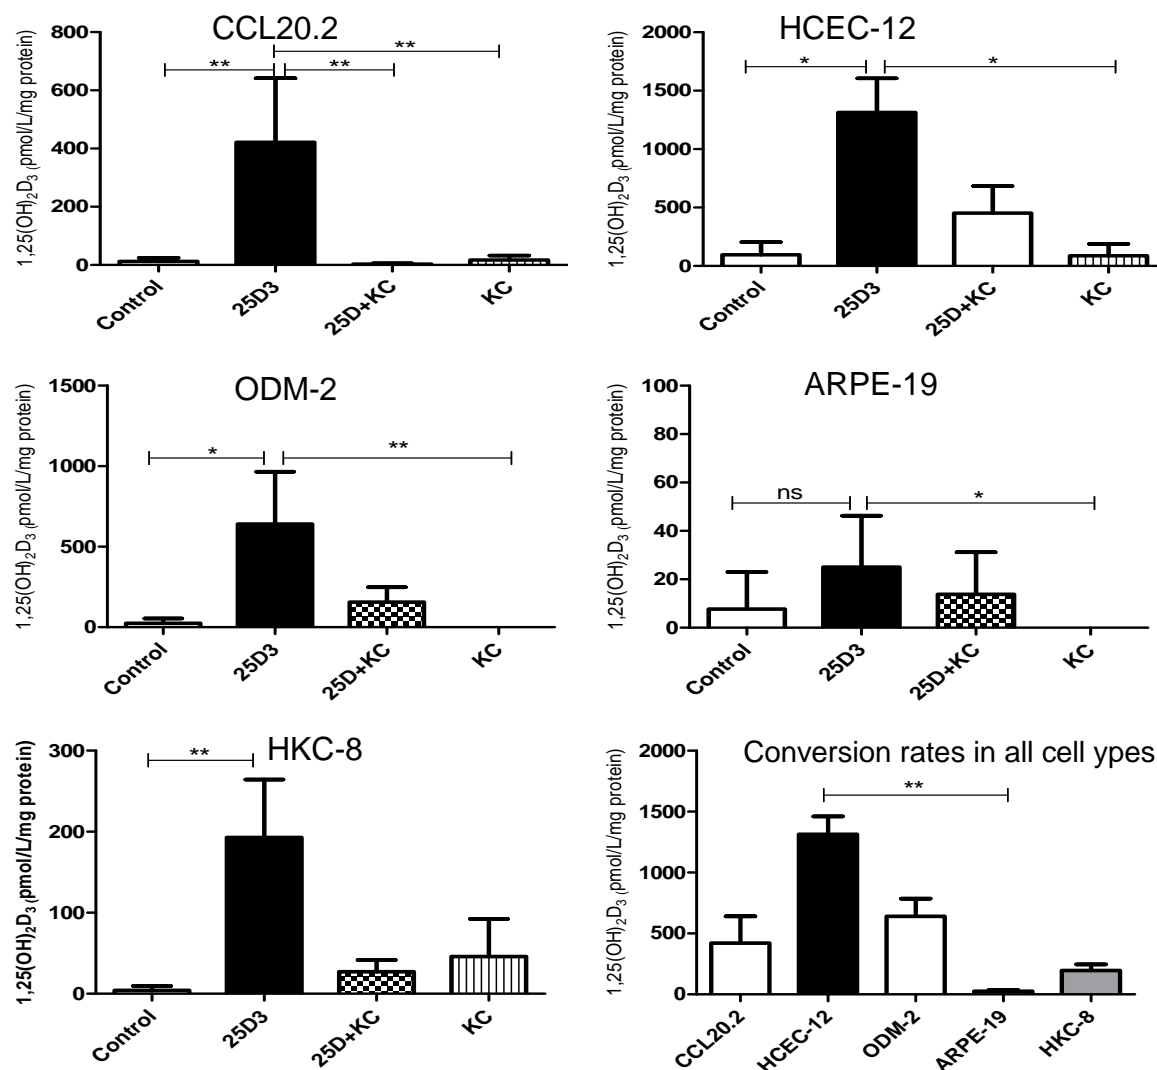 CCL20.2
1,25(OH)₂D₃ (pmol/L/mg protein)
800
600
400
200
0
**
**
**
Control
25D3
25D+KC
KC
HCEC-12
1,25(OH)₂D₃ (pmol/L/mg protein)
2000
1500
1000
500
0
*
*
Control
25D3
25D+KC
KC
ODM-2
1,25(OH)₂D₃ (pmol/L/mg protein)
1500
1000
500
0
*
**
Control
25D3
25D+KC
KC
ARPE-19
1,25(OH)₂D₃ (pmol/L/mg protein)
100
80
60
40
20
0
ns
*
Control
25D3
25D+KC
KC
HKC-8
1,25(OH)₂D₃ (pmol/L/mg protein)
300
200
100
0
**
Control
25D3
25D+KC
KC
Conversion rates in all cell ypes
1,25(OH)₂D₃ (pmol/L/mg protein)
2000
1500
1000
500
0
**
CCL20.2
HCEC-12
ODM-2
ARPE-19
HKC-8